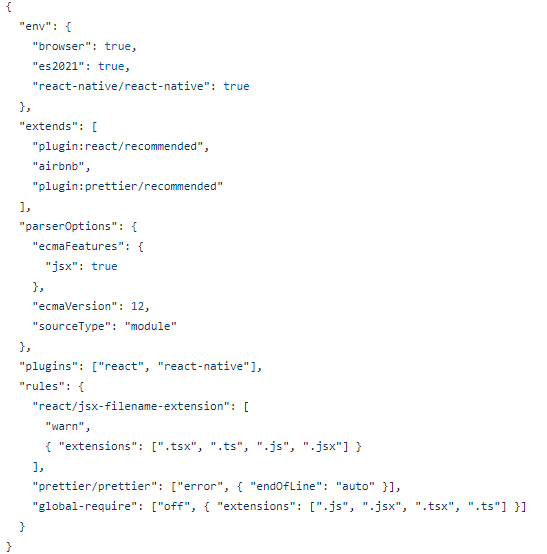 {
  "env": {
    "browser": true,
    "es2021": true,
    "react-native/react-native": true
  },
  "extends": [
    "plugin:react/recommended",
    "airbnb",
    "plugin:prettier/recommended"
  ],
  "parserOptions": {
    "ecmaFeatures": {
      "jsx": true
    },
    "ecmaVersion": 12,
    "sourceType": "module"
  },
  "plugins": ["react", "react-native"],
  "rules": {
    "react/jsx-filename-extension": [
      "warn",
      { "extensions": [".tsx", ".ts", ".js", ".jsx"] }
    ],
    "prettier/prettier": ["error", { "endOfLine": "auto" }],
    "global-require": ["off", { "extensions": [".js", ".jsx", ".tsx", ".ts"] }]
  }
}